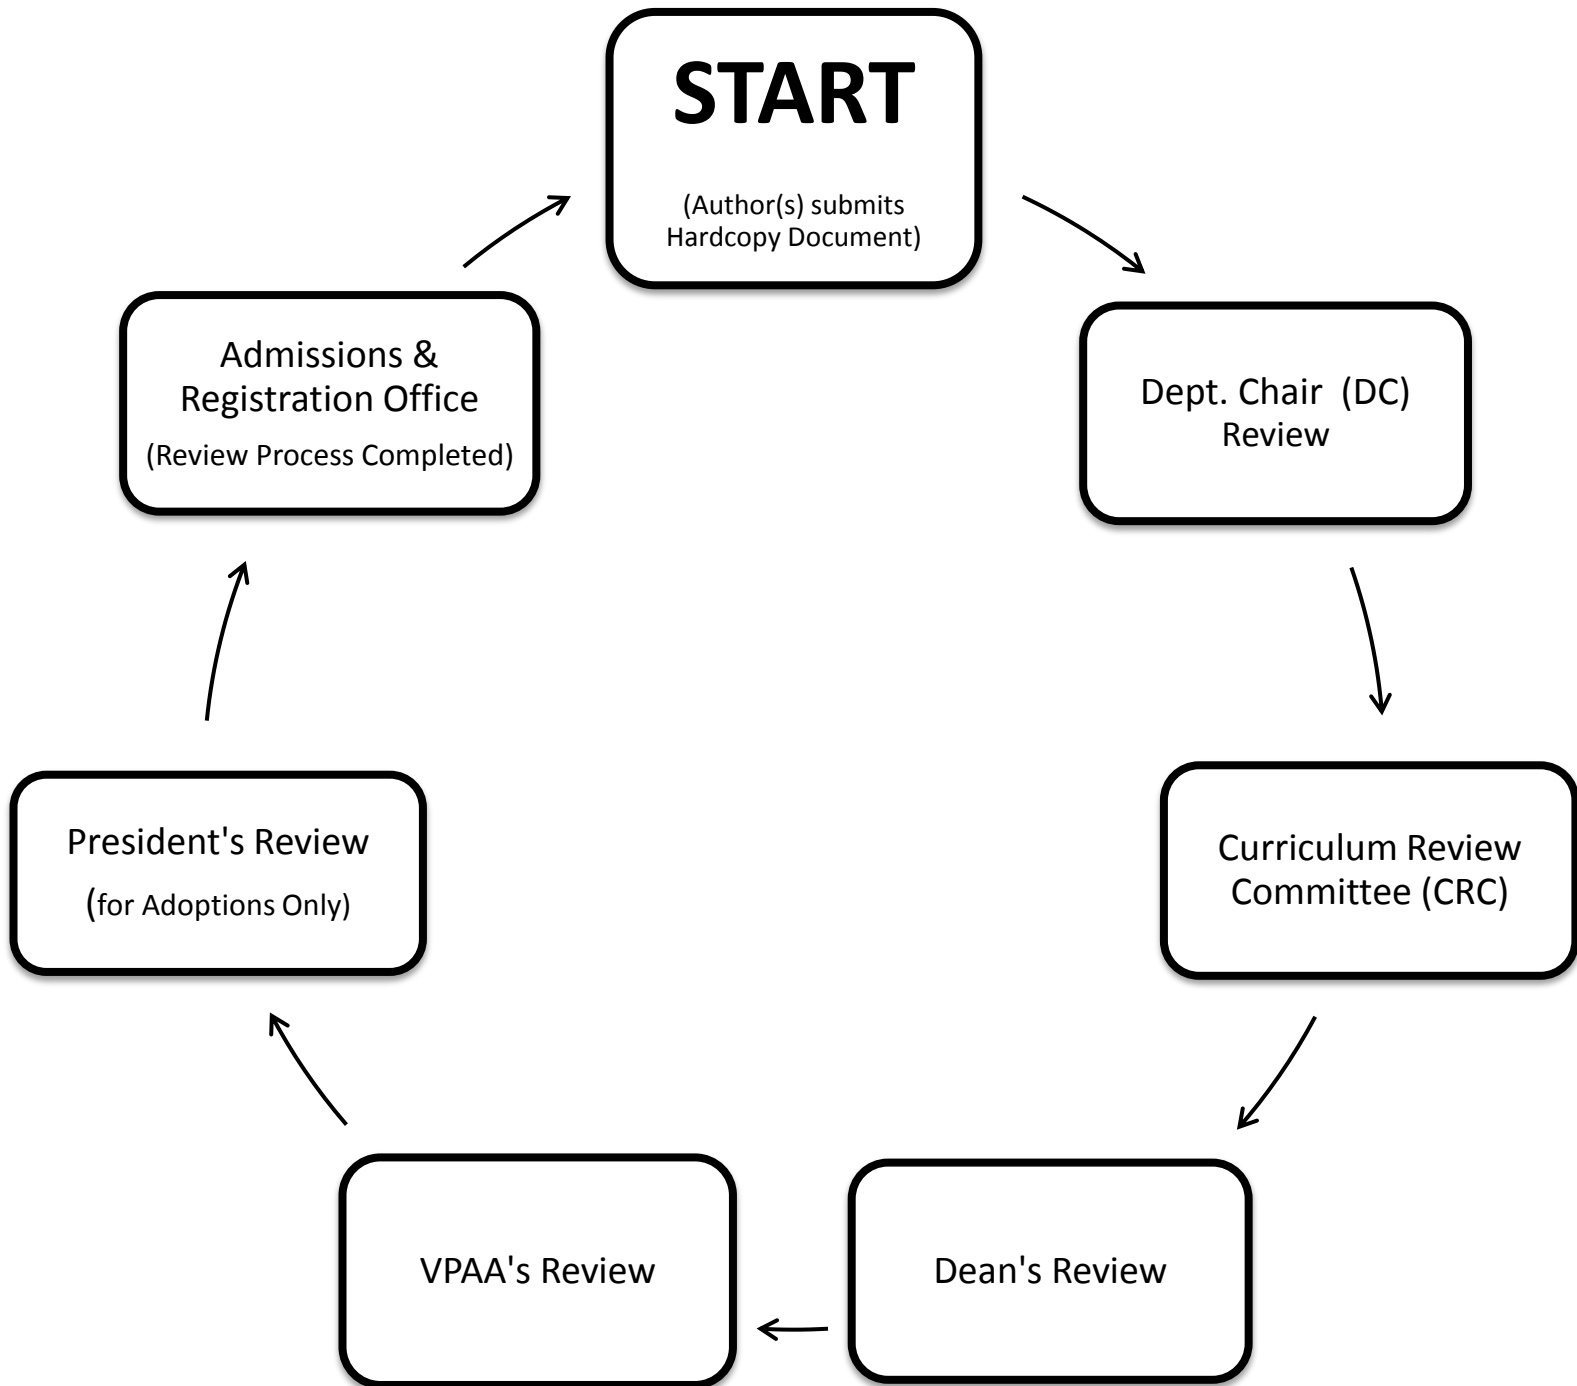 START
(Author(s) submits
Hardcopy Document)
Dept. Chair  (DC)
Review
Curriculum Review
Committee (CRC)
Dean's Review
VPAA's Review
President's Review
(for Adoptions Only)
Admissions &
Registration Office
(Review Process Completed)